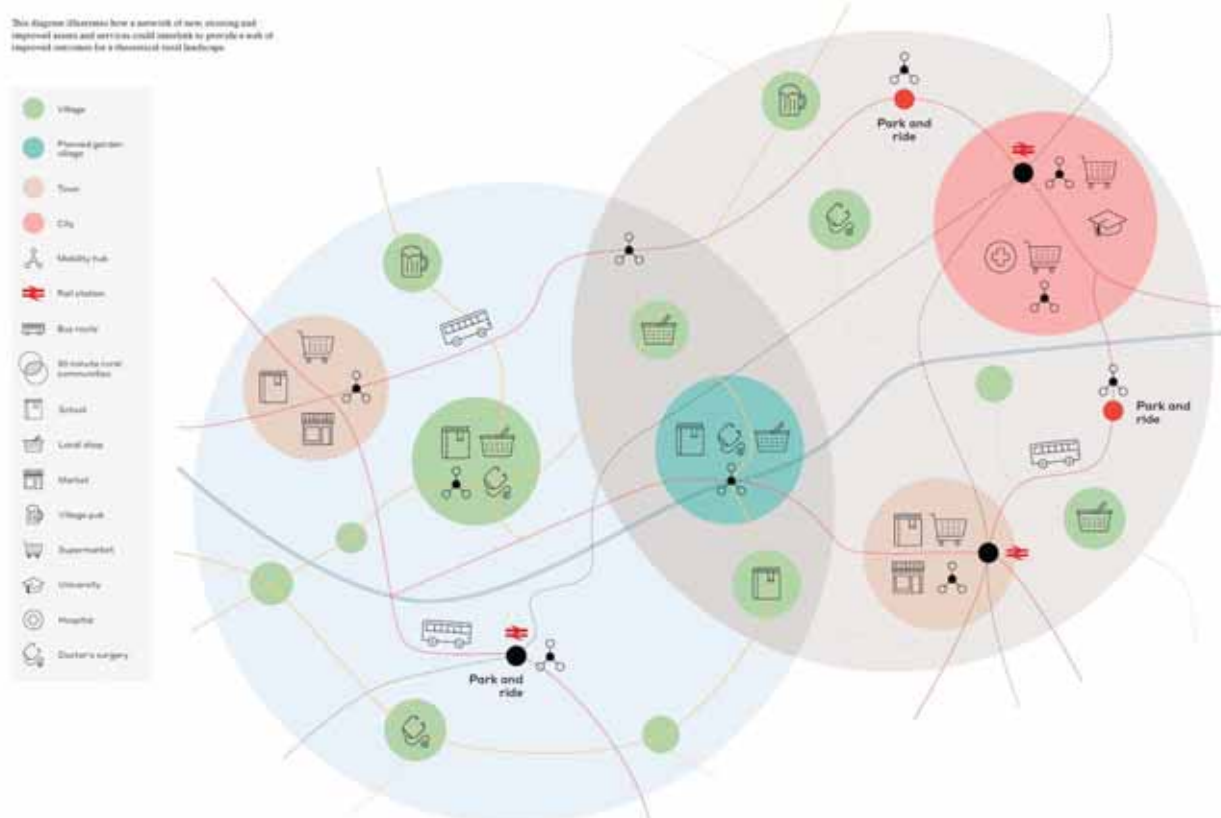 This diagram illustrates how a network of new, existing and
improved assets and services could interlink to provide a web of
improved outcomes for a theoretical rural landscape.
Village
Planned garden
village
Town
City
Mobility hub
Rail station
Bus route
minute rural
communities
School
Local shop
Market
Village pub
Supermarket
University
Hospital
Doctor's surgery
Park and
ride
Park and
ride
Park and
ride